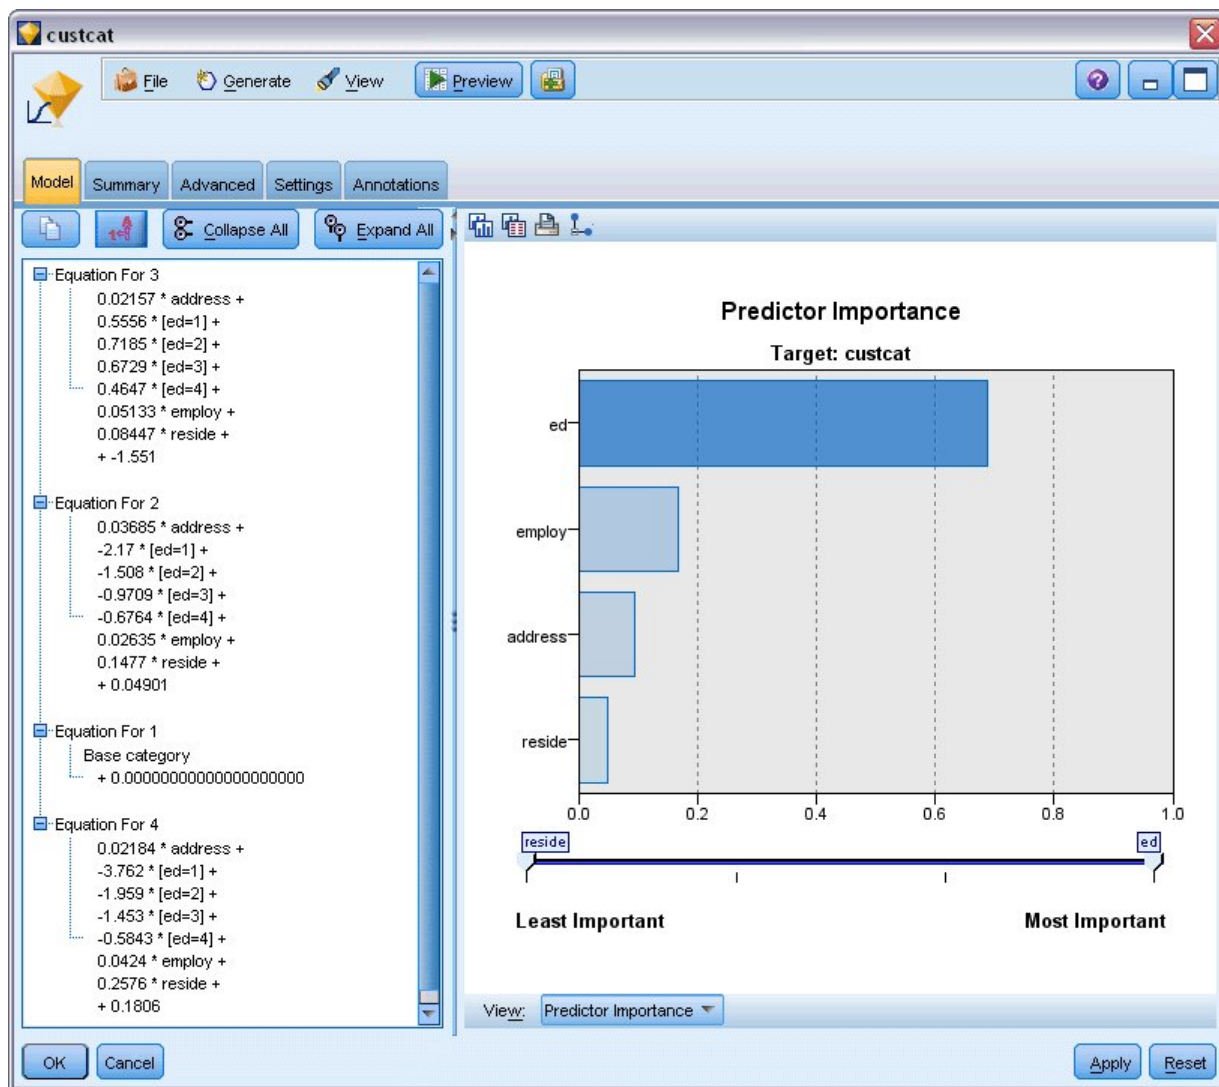 custcat
File Generate View Preview
Model Summary Advanced Settings Annotations
Collapse All Expand All
Equation For 3
0.02157 * address +
0.5556 * [ed=1] +
0.7185 * [ed=2] +
0.6729 * [ed=3] +
0.4647 * [ed=4] +
0.05133 * employ +
0.08447 * reside +
+ -1.551
Equation For 2
0.03685 * address +
-2.17 * [ed=1] +
-1.508 * [ed=2] +
-0.9709 * [ed=3] +
-0.6764 * [ed=4] +
0.02635 * employ +
0.1477 * reside +
+ 0.04901
Equation For 1
Base category
+ 0.00000000000000000000
Equation For 4
0.02184 * address +
-3.762 * [ed=1] +
-1.959 * [ed=2] +
-1.453 * [ed=3] +
-0.5843 * [ed=4] +
0.0424 * employ +
0.2576 * reside +
+ 0.1806
Predictor Importance
Target: custcat
ed
employ
address
reside
0.0 0.2 0.4 0.6 0.8 1.0
reside ed
Least Important Most Important
View: Predictor Importance
OK Cancel Apply Reset